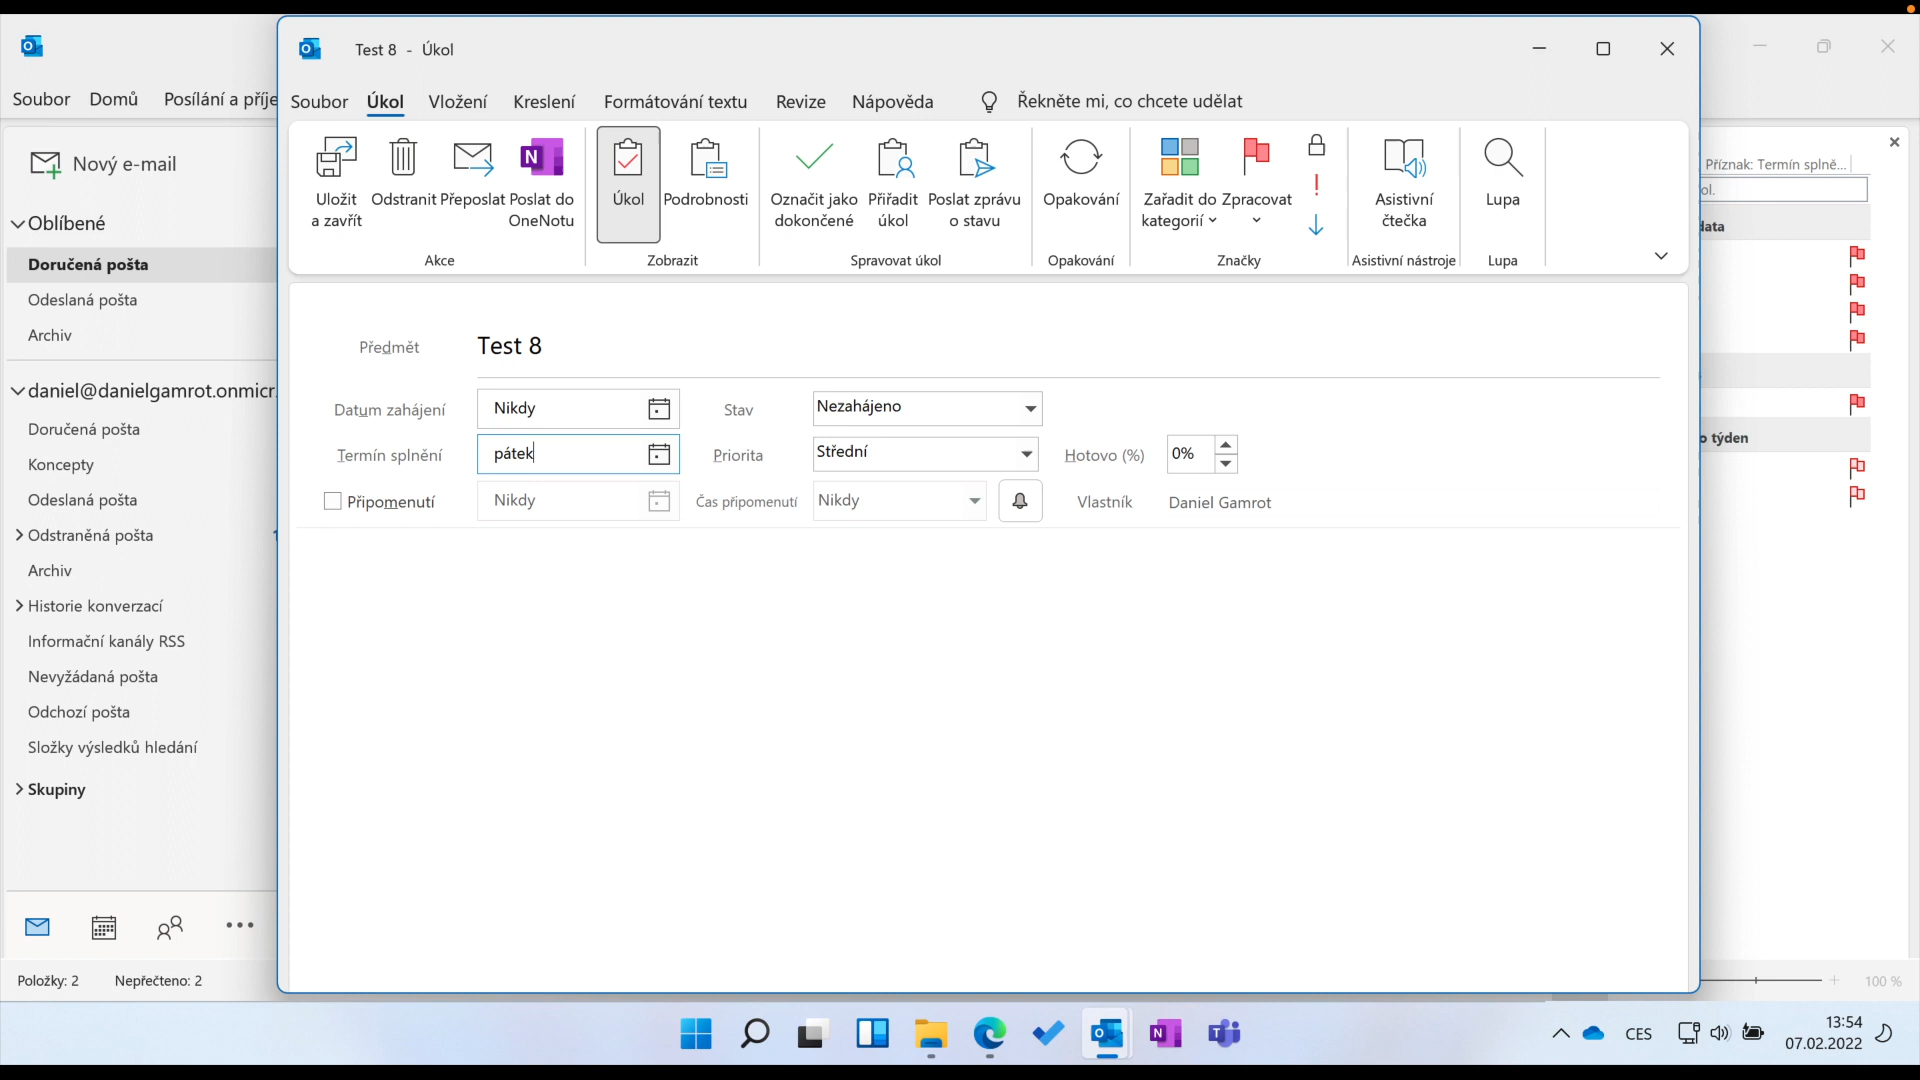 Test 8 - Úkol
Soubor Domů Posílání a příje
Soubor Úkol Vložení Kreslení Formátování textu Revize Nápověda Řekněte mi, co chcete udělat
Nový e-mail
Oblíbené
Doručená pošta
Odeslaná pošta
Archiv
daniel@danielgamrot.onmicr
Doručená pošta
Koncepty
Odeslaná pošta
Odstraněná pošta 1
Archiv
Historie konverzací
Informační kanály RSS
Nevyžádaná pošta
Odchozí pošta
Složky výsledků hledání
Skupiny
Položky: 2 Nepřečteno: 2
Uložit
a zavřít
Odstranit
Přeposlat
Poslat do
OneNotu
Akce
Úkol
Podrobnosti
Zobrazit
Označit jako
dokončené
Přiřadit
úkol
Poslat zprávu
o stavu
Spravovat úkol
Opakování
Opakování
Zařadit do
kategorií
Zpracovat
Značky
Asistivní
čtečka
Asistivní nástroje
Lupa
Lupa
Předmět Test 8
Datum zahájení Nikdy Stav Nezahájeno
Termín splnění pátek Priorita Střední Hotovo (%) 0%
Připomenutí Nikdy Čas připomenutí Nikdy Vlastník Daniel Gamrot
Příznak: Termín splně...
ol.
data
o týden
100 %
CES
13:54
07.02.2022